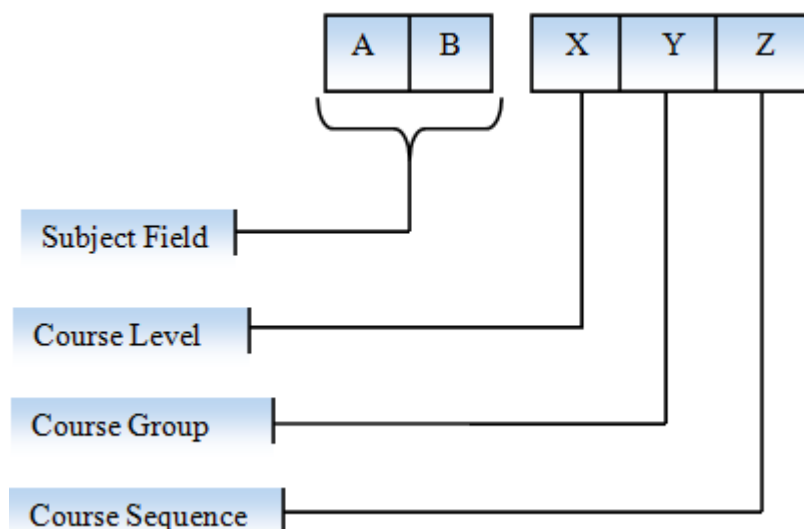 A B X Y Z
Subject Field
Course Level
Course Group
Course Sequence